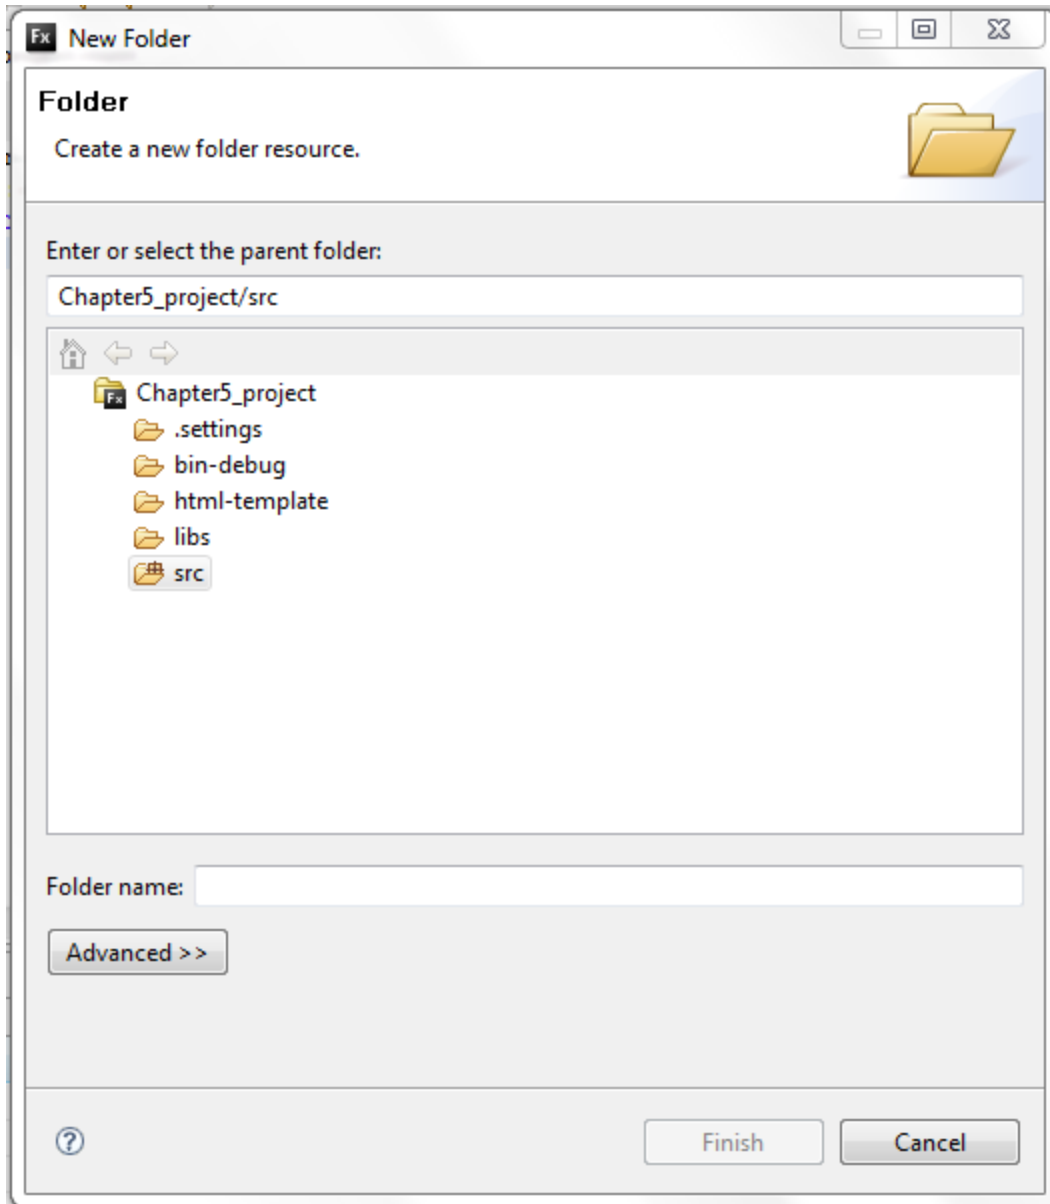 Fx New Folder
Folder
Create a new folder resource.
Enter or select the parent folder:
Chapter5_project/src
Fx Chapter5_project
.settings
bin-debug
html-template
libs
src
Folder name:
Advanced >>
? Finish Cancel